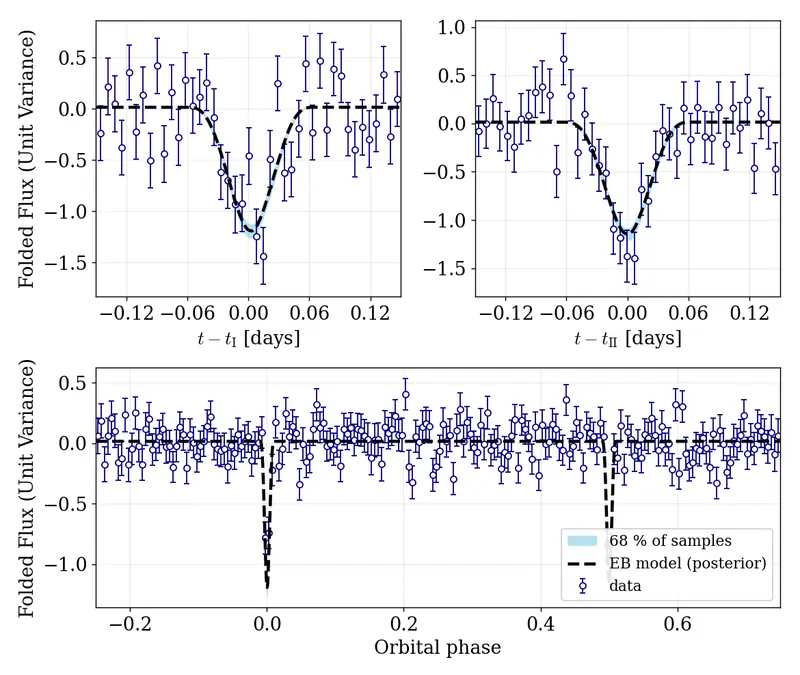 Folded Flux (Unit Variance)
0.5
0.0
−0.5
−1.0
−1.5
−0.12 −0.06 0.00 0.06 0.12
t − tI [days]
1.0
0.5
0.0
−0.5
−1.0
−1.5
−0.12 −0.06 0.00 0.06 0.12
t − tII [days]
Folded Flux (Unit Variance)
0.5
0.0
−0.5
−1.0
−0.2 0.0 0.2 0.4 0.6
Orbital phase
68 % of samples
EB model (posterior)
data